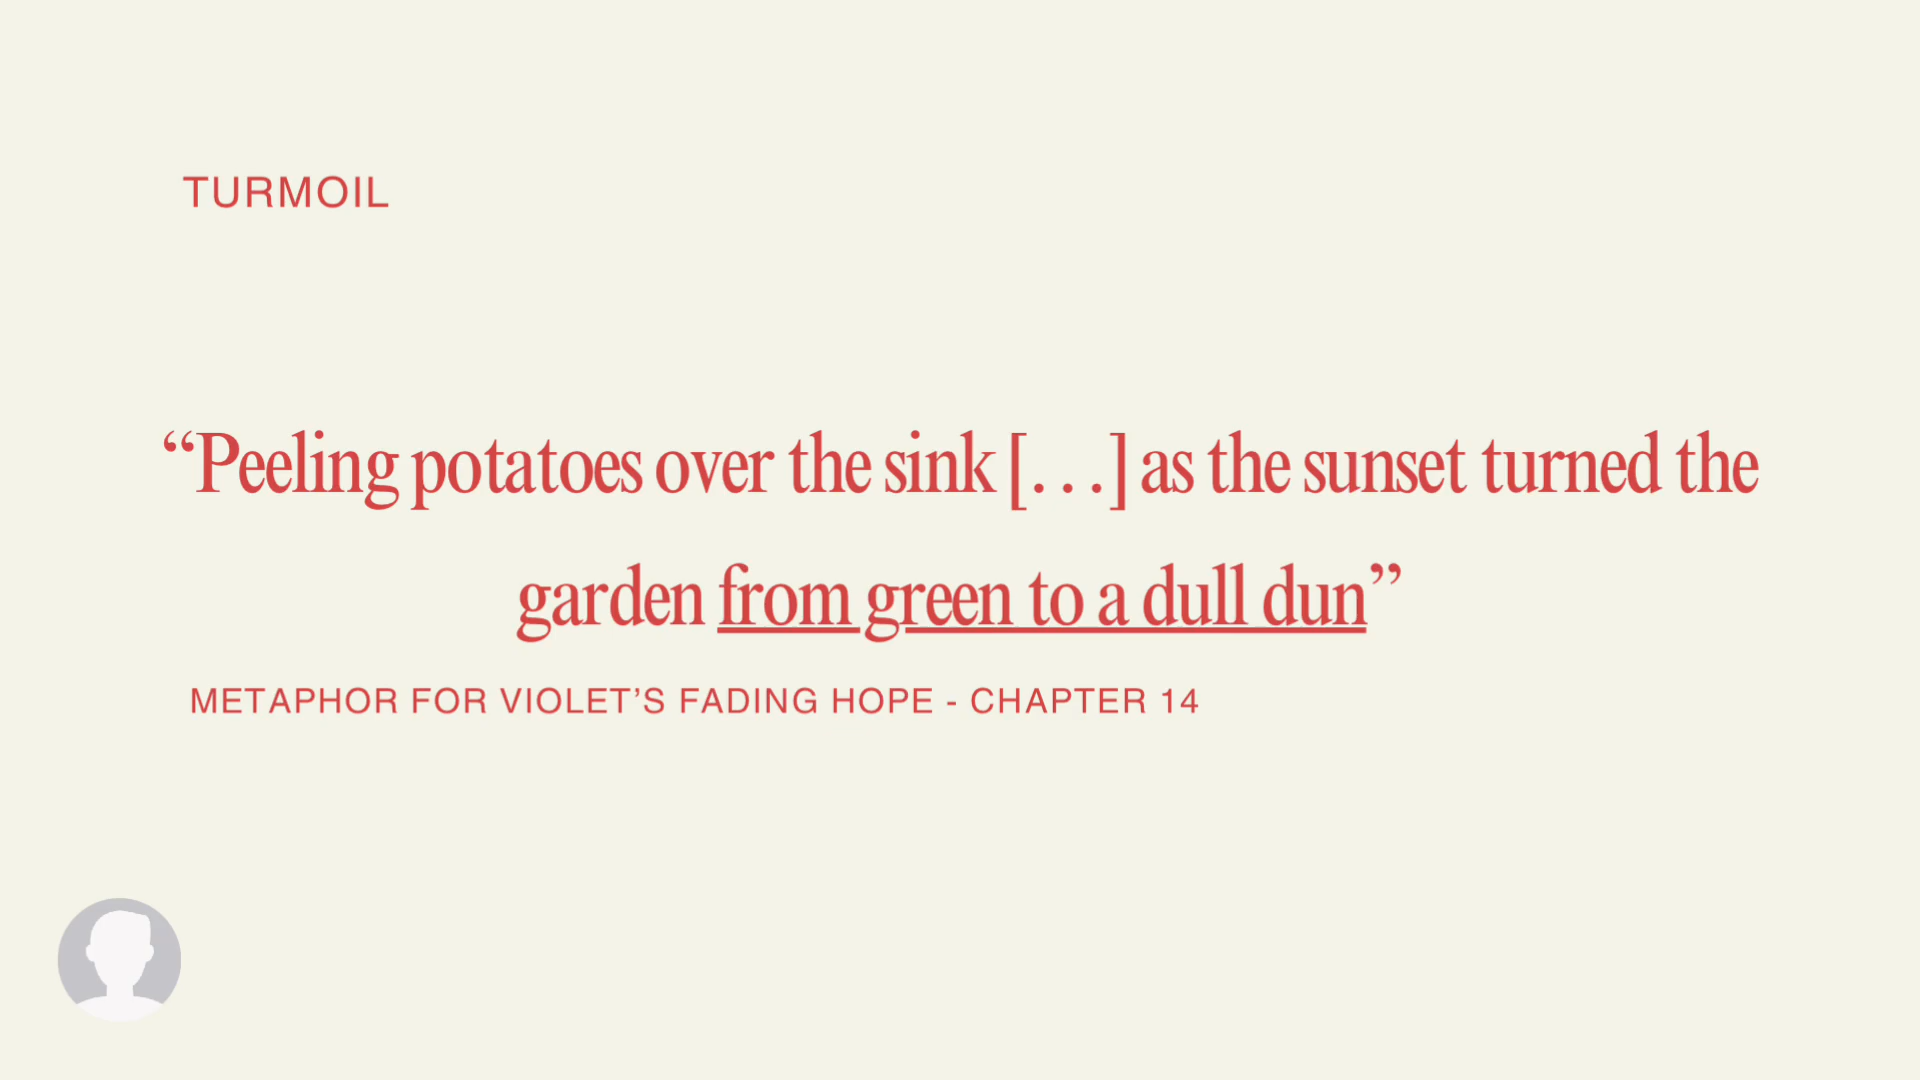 TURMOIL
“Peeling potatoes over the sink [. . .] as the sunset turned the
garden from green to a dull dun”
METAPHOR FOR VIOLET’S FADING HOPE - CHAPTER 14